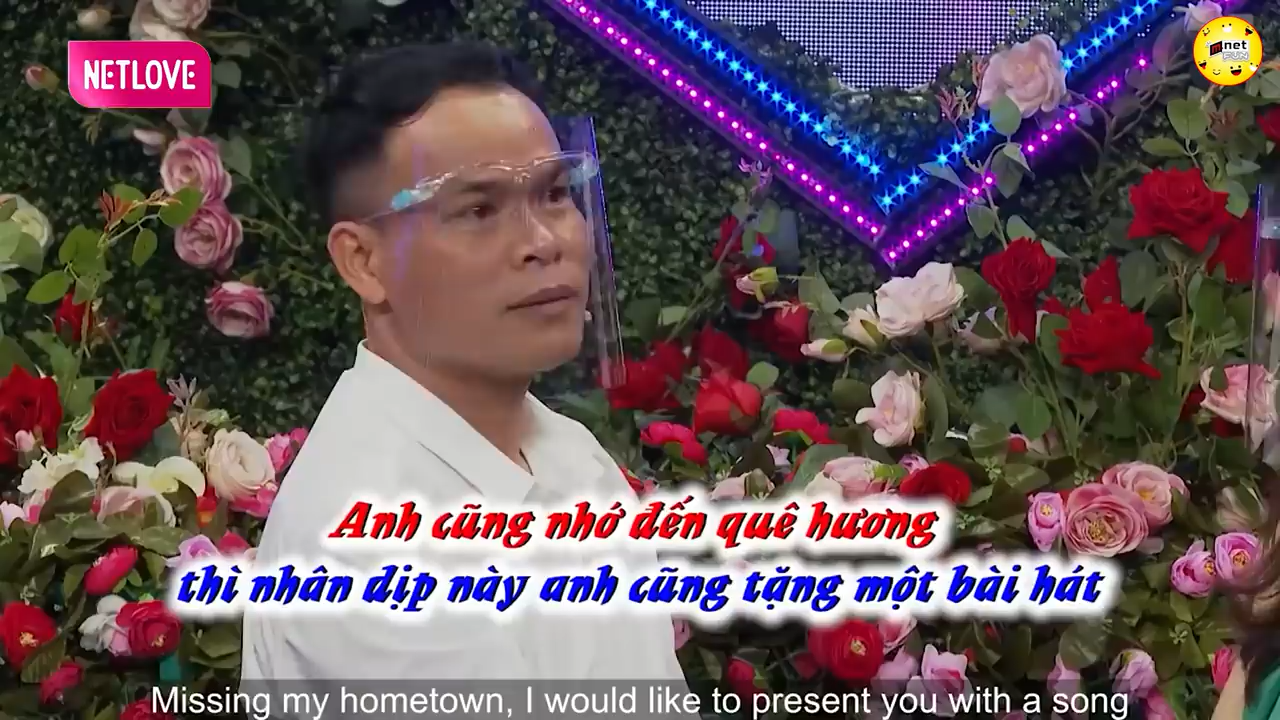 NETLOVE
mnet
FUN
Anh cũng nhớ đến quê hương
thì nhân dịp này anh cũng tặng một bài hát
Missing my hometown, I would like to present you with a song